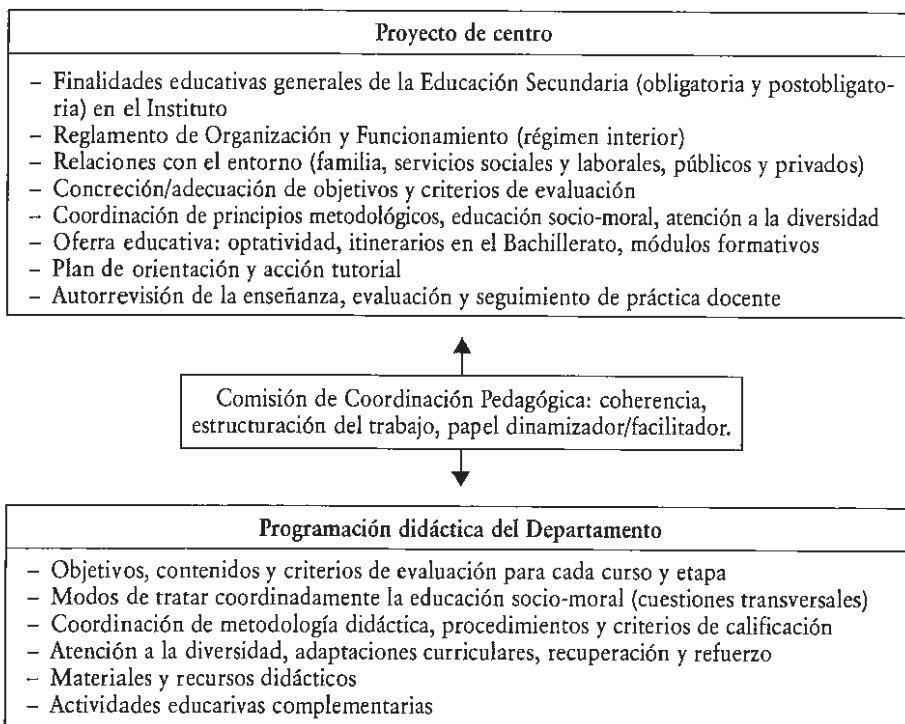 Proyecto de centro
– Finalidades educativas generales de la Educación Secundaria (obligatoria y postobligato-
ria) en el Instituto
– Reglamento de Organización y Funcionamiento (régimen interior)
– Relaciones con el entorno (familia, servicios sociales y laborales, públicos y privados)
– Concreción/adecuación de objetivos y criterios de evaluación
– Coordinación de principios metodológicos, educación socio-moral, atención a la diversidad
– Oferra educativa: optatividad, itinerarios en el Bachillerato, módulos formativos
– Plan de orientación y acción tutorial
– Autorrevisión de la enseñanza, evaluación y seguimiento de práctica docente
Comisión de Coordinación Pedagógica: coherencia,
estructuración del trabajo, papel dinamizador/facilitador.
Programación didáctica del Departamento
– Objetivos, contenidos y criterios de evaluación para cada curso y etapa
– Modos de tratar coordinadamente la educación socio-moral (cuestiones transversales)
– Coordinación de metodología didáctica, procedimientos y criterios de calificación
– Atención a la diversidad, adaptaciones curriculares, recuperación y refuerzo
– Materiales y recursos didácticos
– Actividades educarivas complementarias